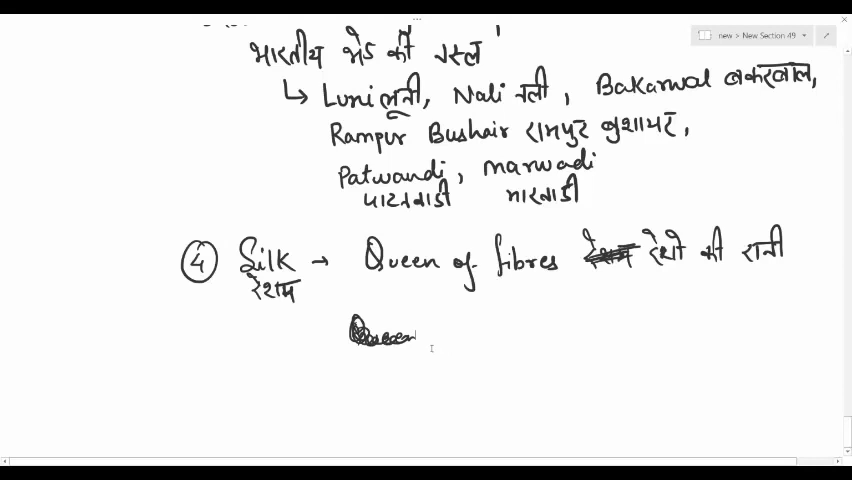 new > New Section 49
भारतीय भेड की नस्ल
↳ Luni लूनी, Nali नली, Bakarwal बकरवाल,
Rampur Bushair रामपुर बुशायर,
Patwandi, marwadi
पाटनवाडी मारवाडी
④ Silk → Queen of fibres रेशो की रानी
रेशम